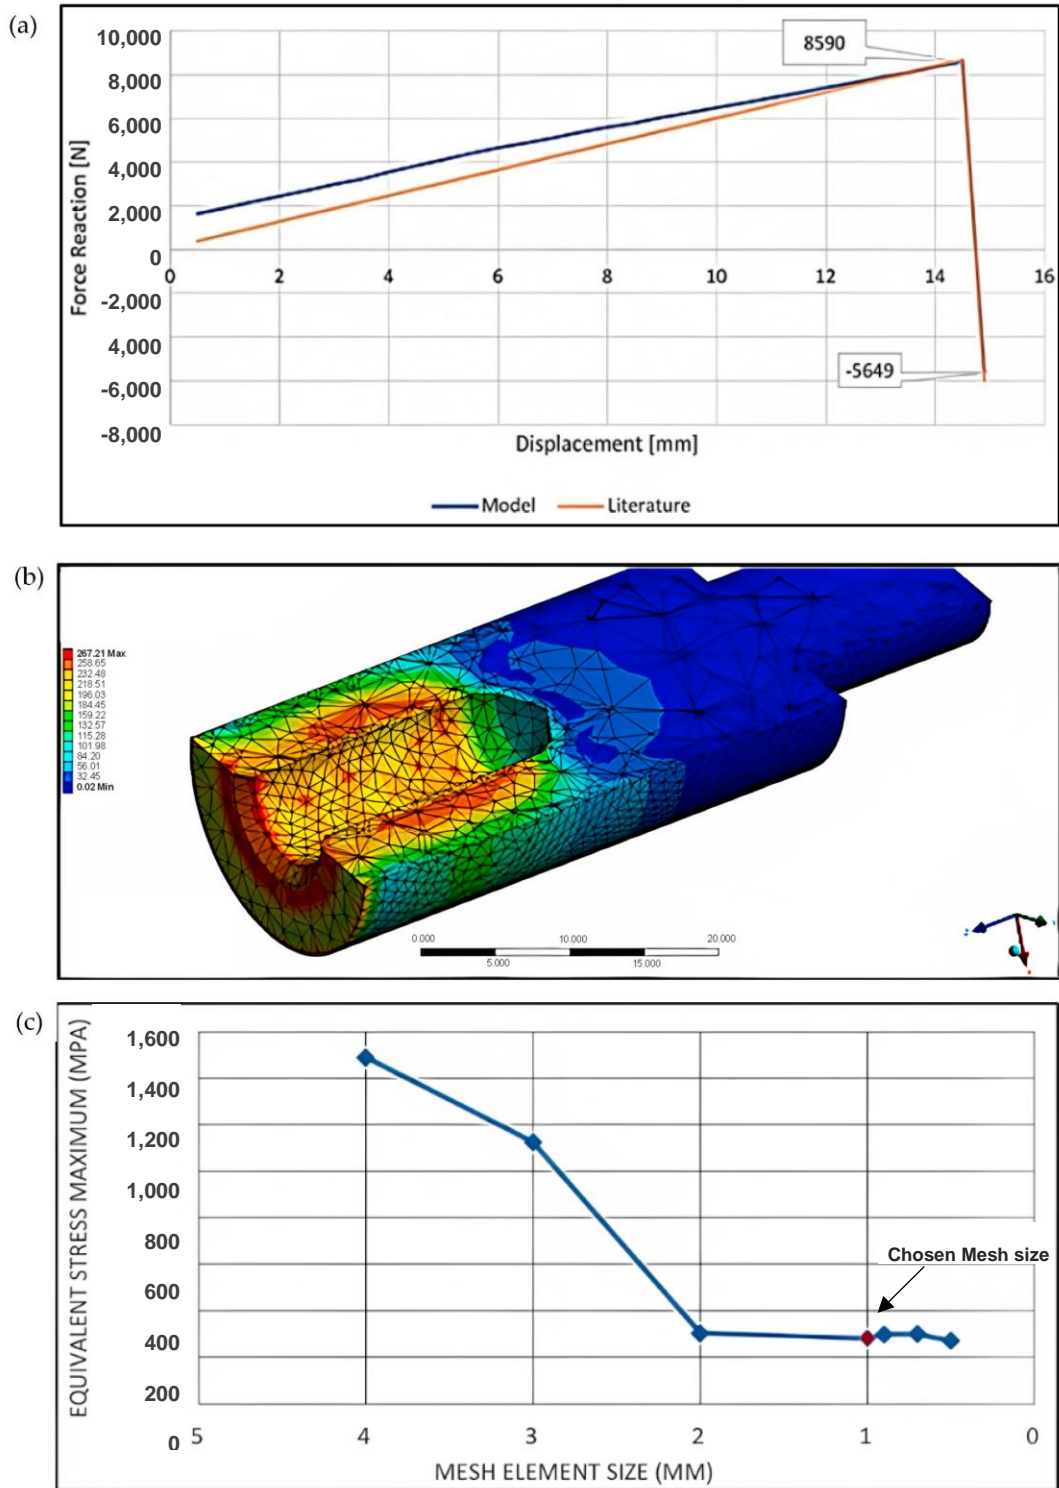 (a)
8590
10,000
8,000
6,000
4,000
2,000
0
-2,000
-4,000
-6,000
-8,000
Force Reaction [N]
0 2 4 6 8 10 12 14 16
-5649
Displacement [mm]
Model Literature
(b)
267.21 Max
258.65
232.48
218.51
196.03
184.45
159.22
132.57
115.28
101.98
84.20
56.01
32.45
0.02 Min
0.000 10.000 20.000
5.000 15.000
(c)
EQUIVALENT STRESS MAXIMUM (MPA)
1,600
1,400
1,200
1,000
800
600
400
200
0
Chosen Mesh size
5 4 3 2 1 0
MESH ELEMENT SIZE (MM)